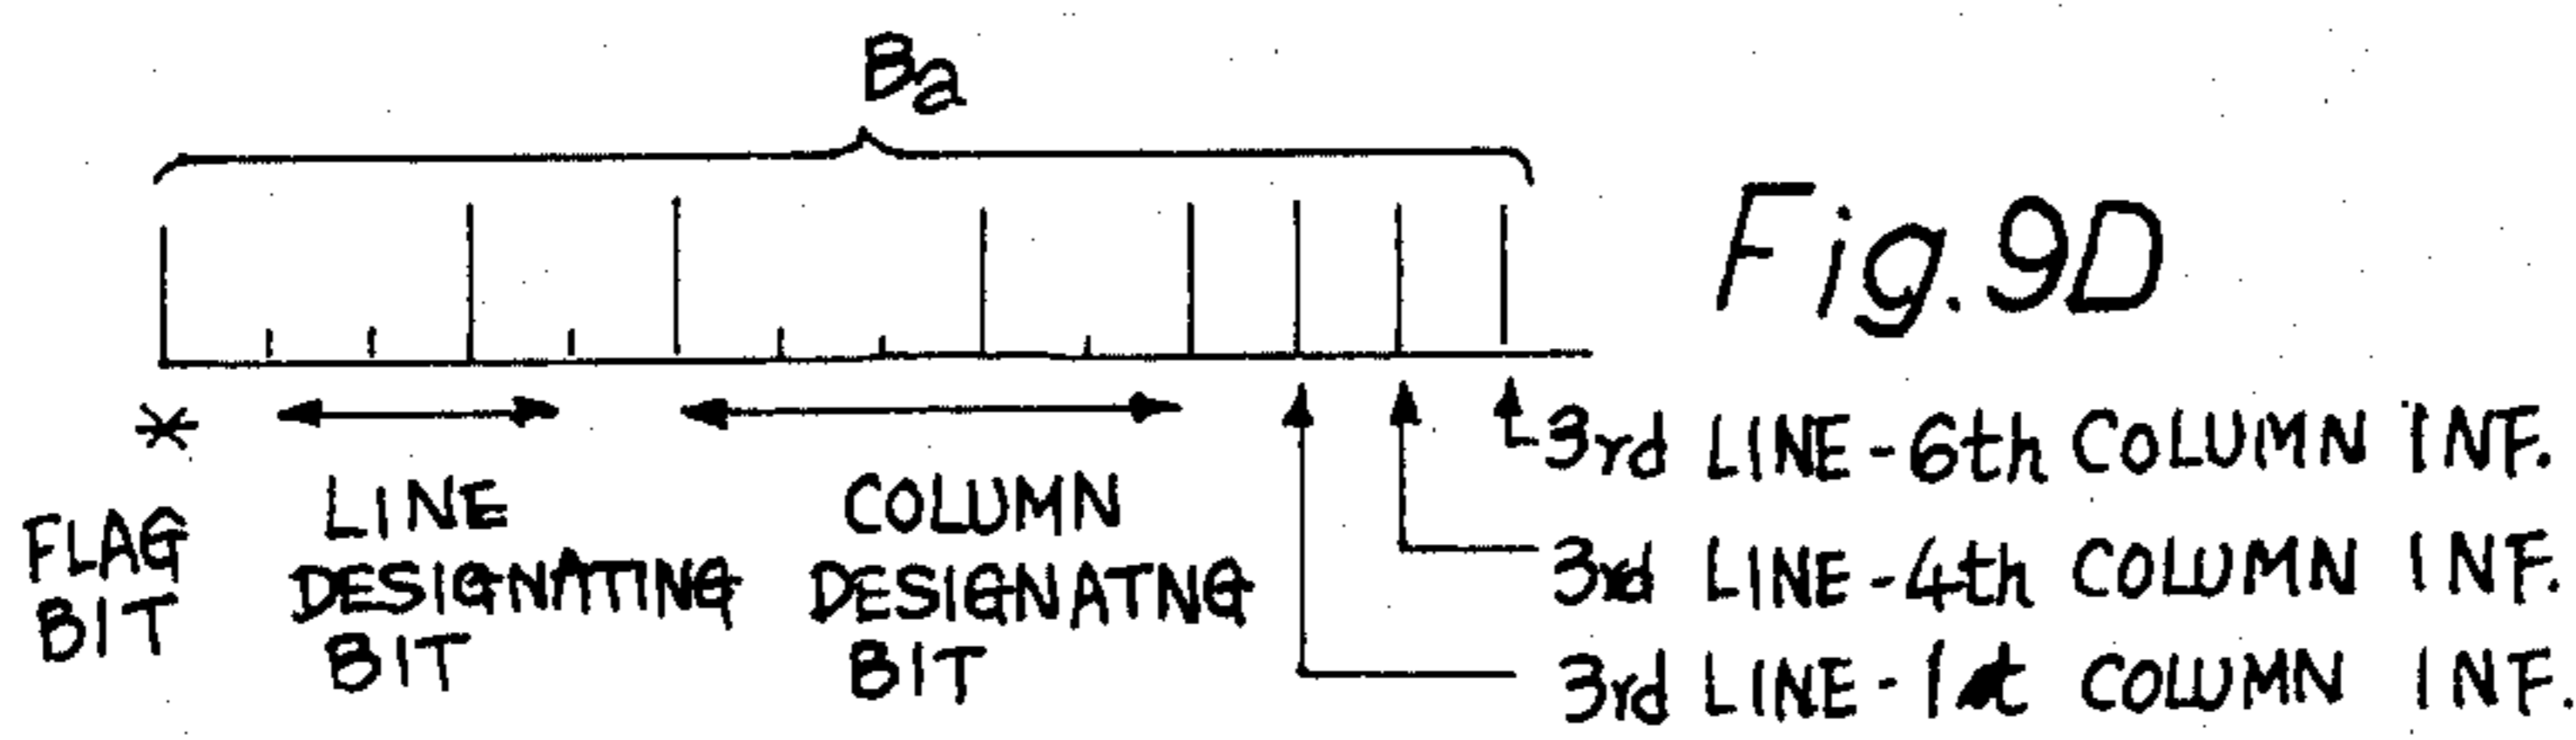 Ba
Fig. 9D
*
FLAG
BIT
LINE
DESIGNATING
BIT
COLUMN
DESIGNATNG
BIT
3rd LINE - 6th COLUMN INF.
3rd LINE - 4th COLUMN INF.
3rd LINE - 1st COLUMN INF.